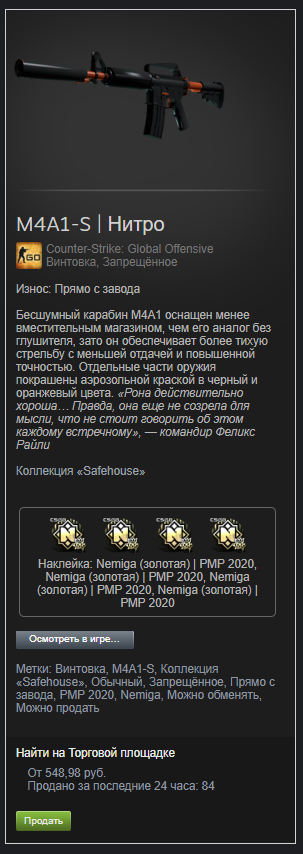 M4A1-S | Нитро
GO
Counter-Strike: Global Offensive
Винтовка, Запрещённое
Износ: Прямо с завода
Бесшумный карабин M4A1 оснащен менее
вместительным магазином, чем его аналог без
глушителя, зато он обеспечивает более тихую
стрельбу с меньшей отдачей и повышенной
точностью. Отдельные части оружия
покрашены аэрозольной краской в черный и
оранжевый цвета. «Рона действительно
хороша… Правда, она еще не созрела для
мысли, что не стоит говорить об этом
каждому встречному», — командир Феликс
Райли
Коллекция «Safehouse»
Наклейка: Nemiga (золотая) | PMP 2020,
Nemiga (золотая) | PMP 2020, Nemiga
(золотая) | PMP 2020, Nemiga (золотая) |
PMP 2020
Осмотреть в игре…
Метки: Винтовка, M4A1-S, Коллекция
«Safehouse», Обычный, Запрещённое, Прямо с
завода, PMP 2020, Nemiga, Можно обменять,
Можно продать
Найти на Торговой площадке
От 548,98 руб.
Продано за последние 24 часа: 84
Продать